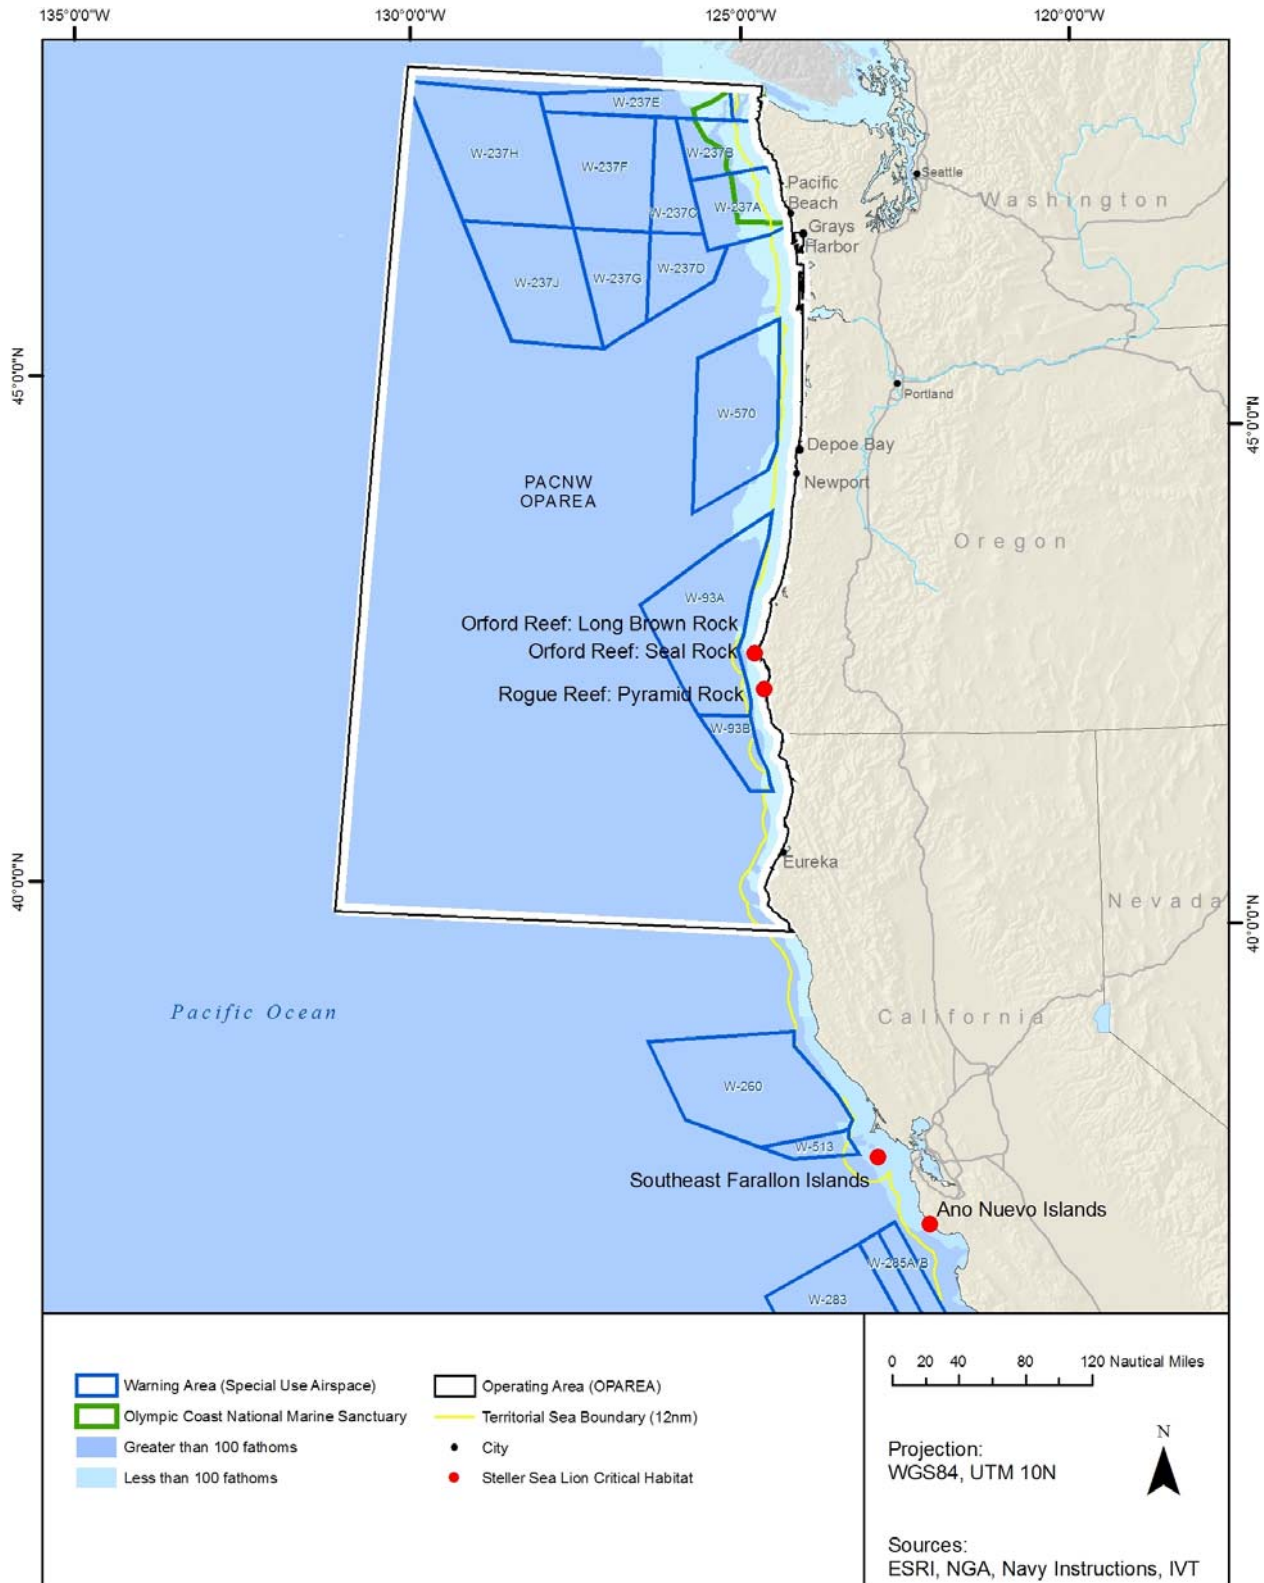 135°0'0"W
130°0'0"W
125°0'0"W
120°0'0"W
W-237E
W-237H
W-237F
W-237B
Seattle
Pacific
Beach
Washington
W-237C
W-237A
Grays
Harbor
W-237J
W-237G
W-237D
45°0'0"N
45°0'0"N
Portland
W-570
Depoe Bay
Newport
PACNW
OPAREA
Oregon
W-93A
Orford Reef: Long Brown Rock
Orford Reef: Seal Rock
Rogue Reef: Pyramid Rock
W-93B
Eureka
40°0'0"N
40°0'0"N
Nevada
Pacific Ocean
California
W-260
W-513
Southeast Farallon Islands
Ano Nuevo Islands
W-285A/B
W-283
Warning Area (Special Use Airspace)
Olympic Coast National Marine Sanctuary
Greater than 100 fathoms
Less than 100 fathoms
Operating Area (OPAREA)
Territorial Sea Boundary (12nm)
City
Steller Sea Lion Critical Habitat
0 20 40 80 120 Nautical Miles
Projection:
WGS84, UTM 10N
N
Sources:
ESRI, NGA, Navy Instructions, IVT